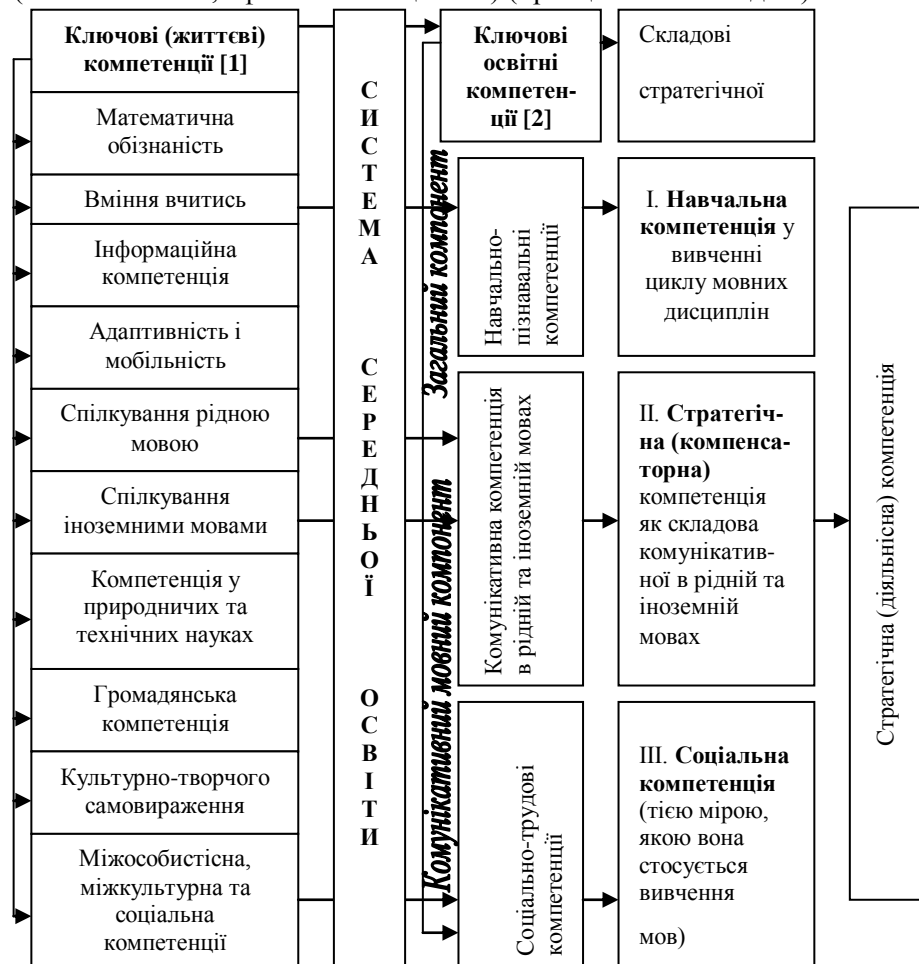 Ключові (життєві)
компетенції [1]
Математична
обізнаність
Вміння вчитись
Інформаційна
компетенція
Адаптивність і
мобільність
Спілкування рідною
мовою
Спілкування
іноземними мовами
Компетенція у
природничих та
технічних науках
Громадянська
компетенція
Культурно-творчого
самовираження
Міжособистісна,
міжкультурна та
соціальна
компетенції
СИСТЕМА
СЕРЕДНЬОЇ
ОСВІТИ
Загальний компонент
Комунікативний мовний компонент
Ключові
освітні
компетен-
ції [2]
Навчально-
пізнавальні
компетенції
Комунікативна компетенція
в рідній та іноземній мовах
Соціально-трудові
компетенції
Складові
стратегічної
I. Навчальна
компетенція у
вивченні
циклу мовних
дисциплін
II. Стратегіч-
на (компенса-
торна)
компетенція
як складова
комунікатив-
ної в рідній та
іноземній
мовах
III. Соціальна
компетенція
(тією мірою,
якою вона
стосується
вивчення
мов)
Стратегічна (діяльнісна) компетенція